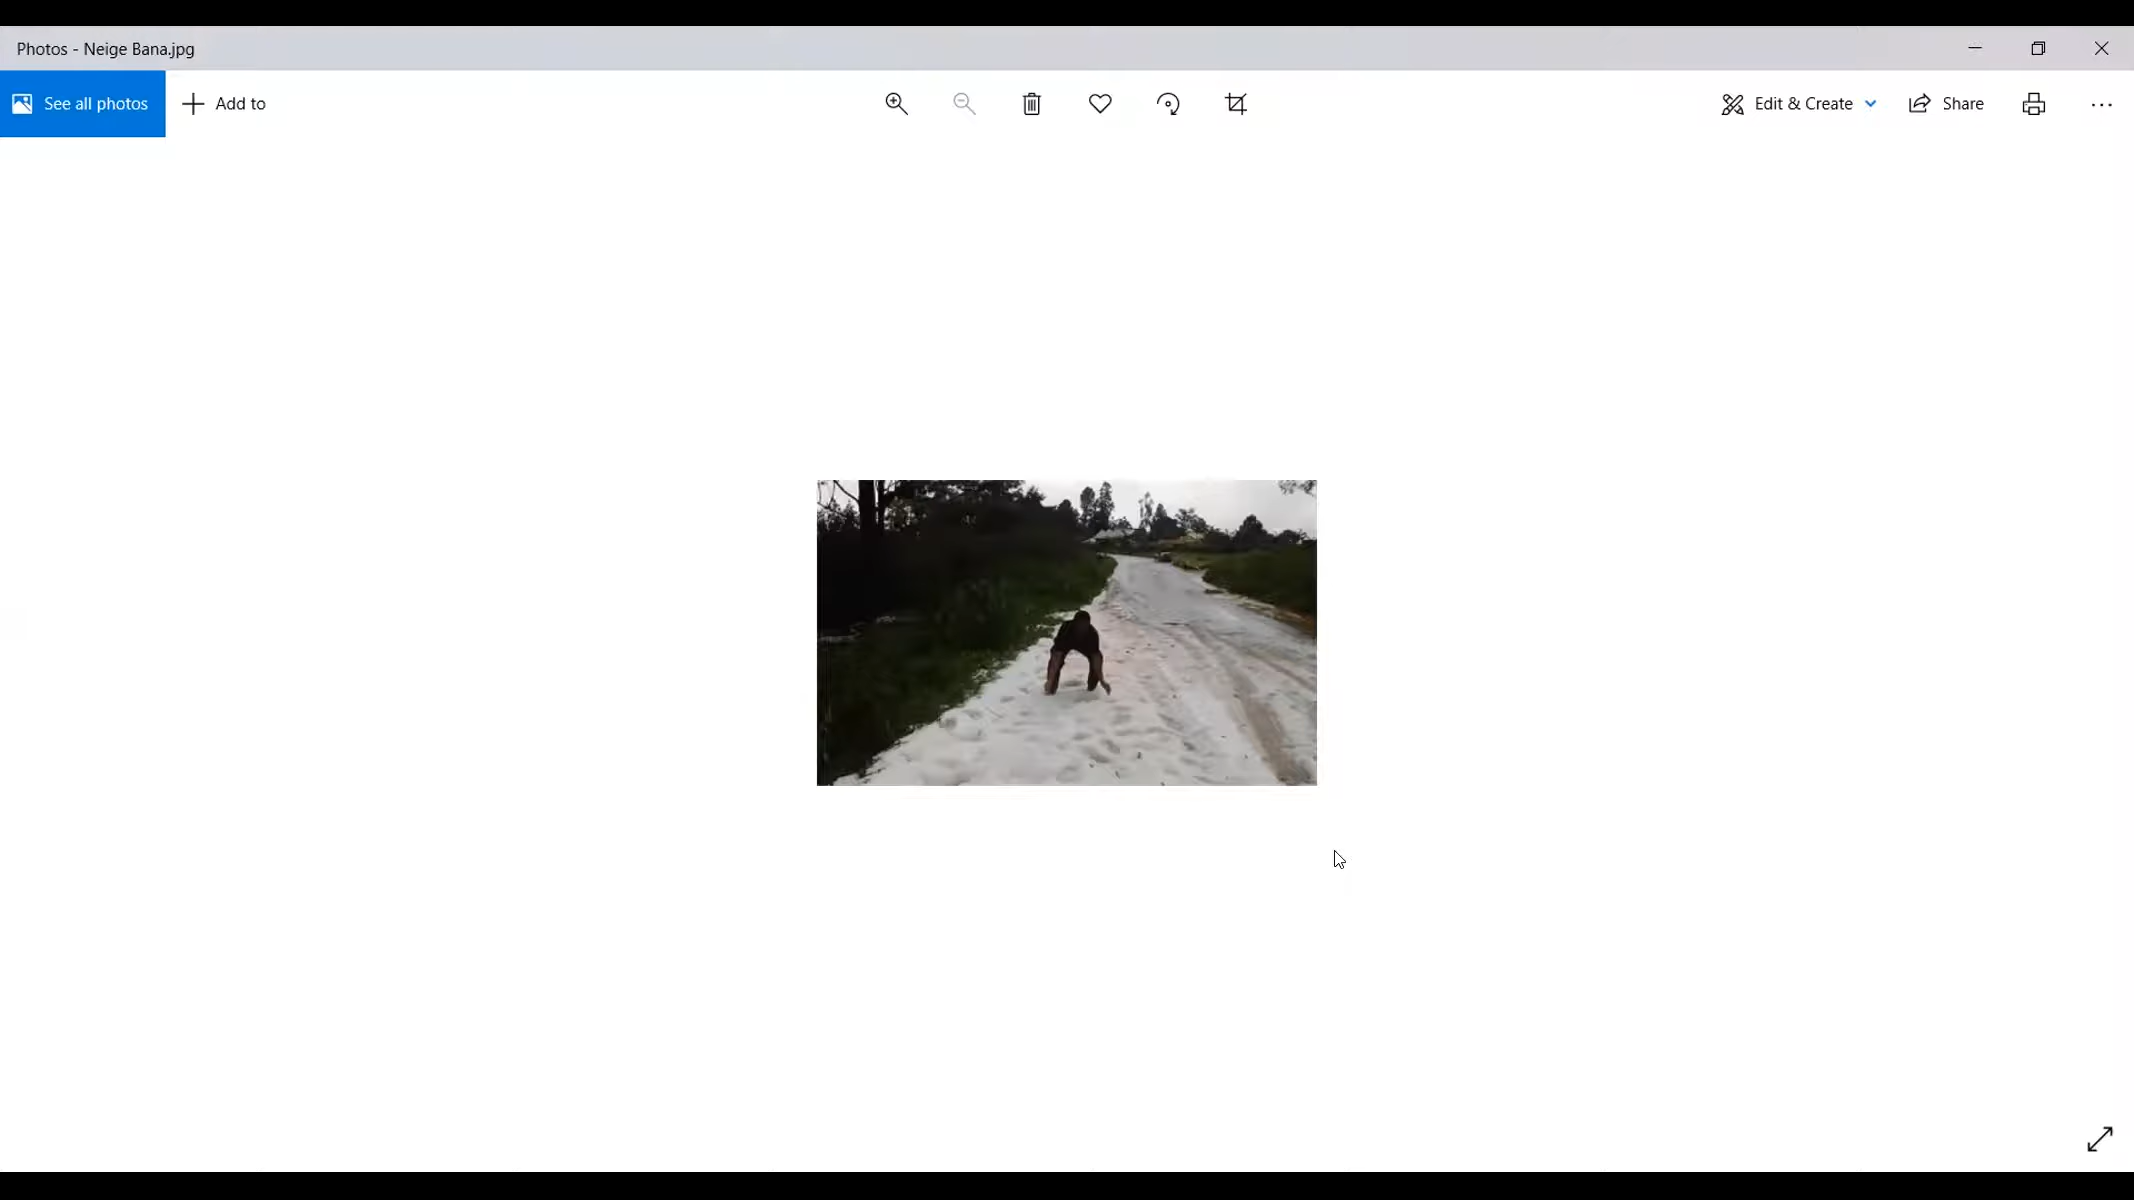 Photos - Neige Bana.jpg
See all photos
Add to
Edit & Create
Share